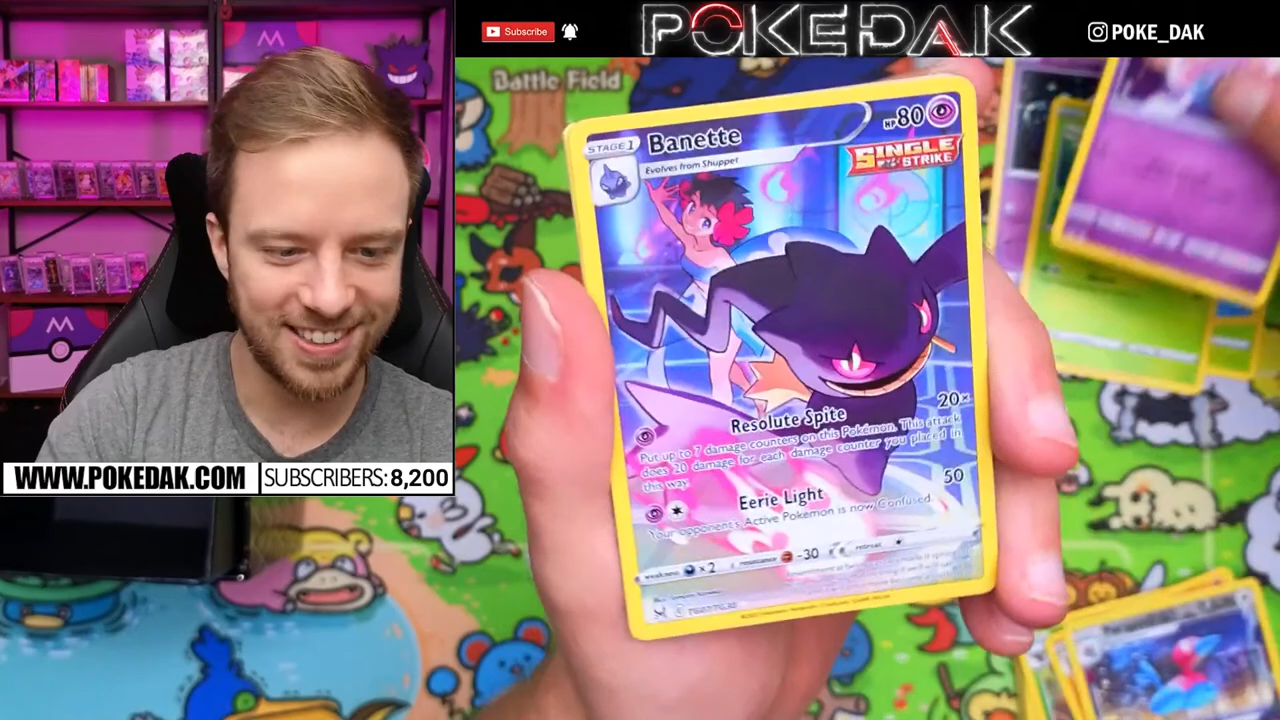 Subscribe
POKEDAK
POKE_DAK
Battle Field
STAGE 1
Banette
HP 80
Evolves from Shuppet
SINGLE
STRIKE
Resolute Spite
20×
Put up to 7 damage counters on this Pokémon. This attack
does 20 damage for each damage counter you placed in
this way.
Eerie Light
50
Your opponent's Active Pokémon is now Confused.
weakness ×2
resistance -30
retreat
WWW.POKEDAK.COM
SUBSCRIBERS: 8,200